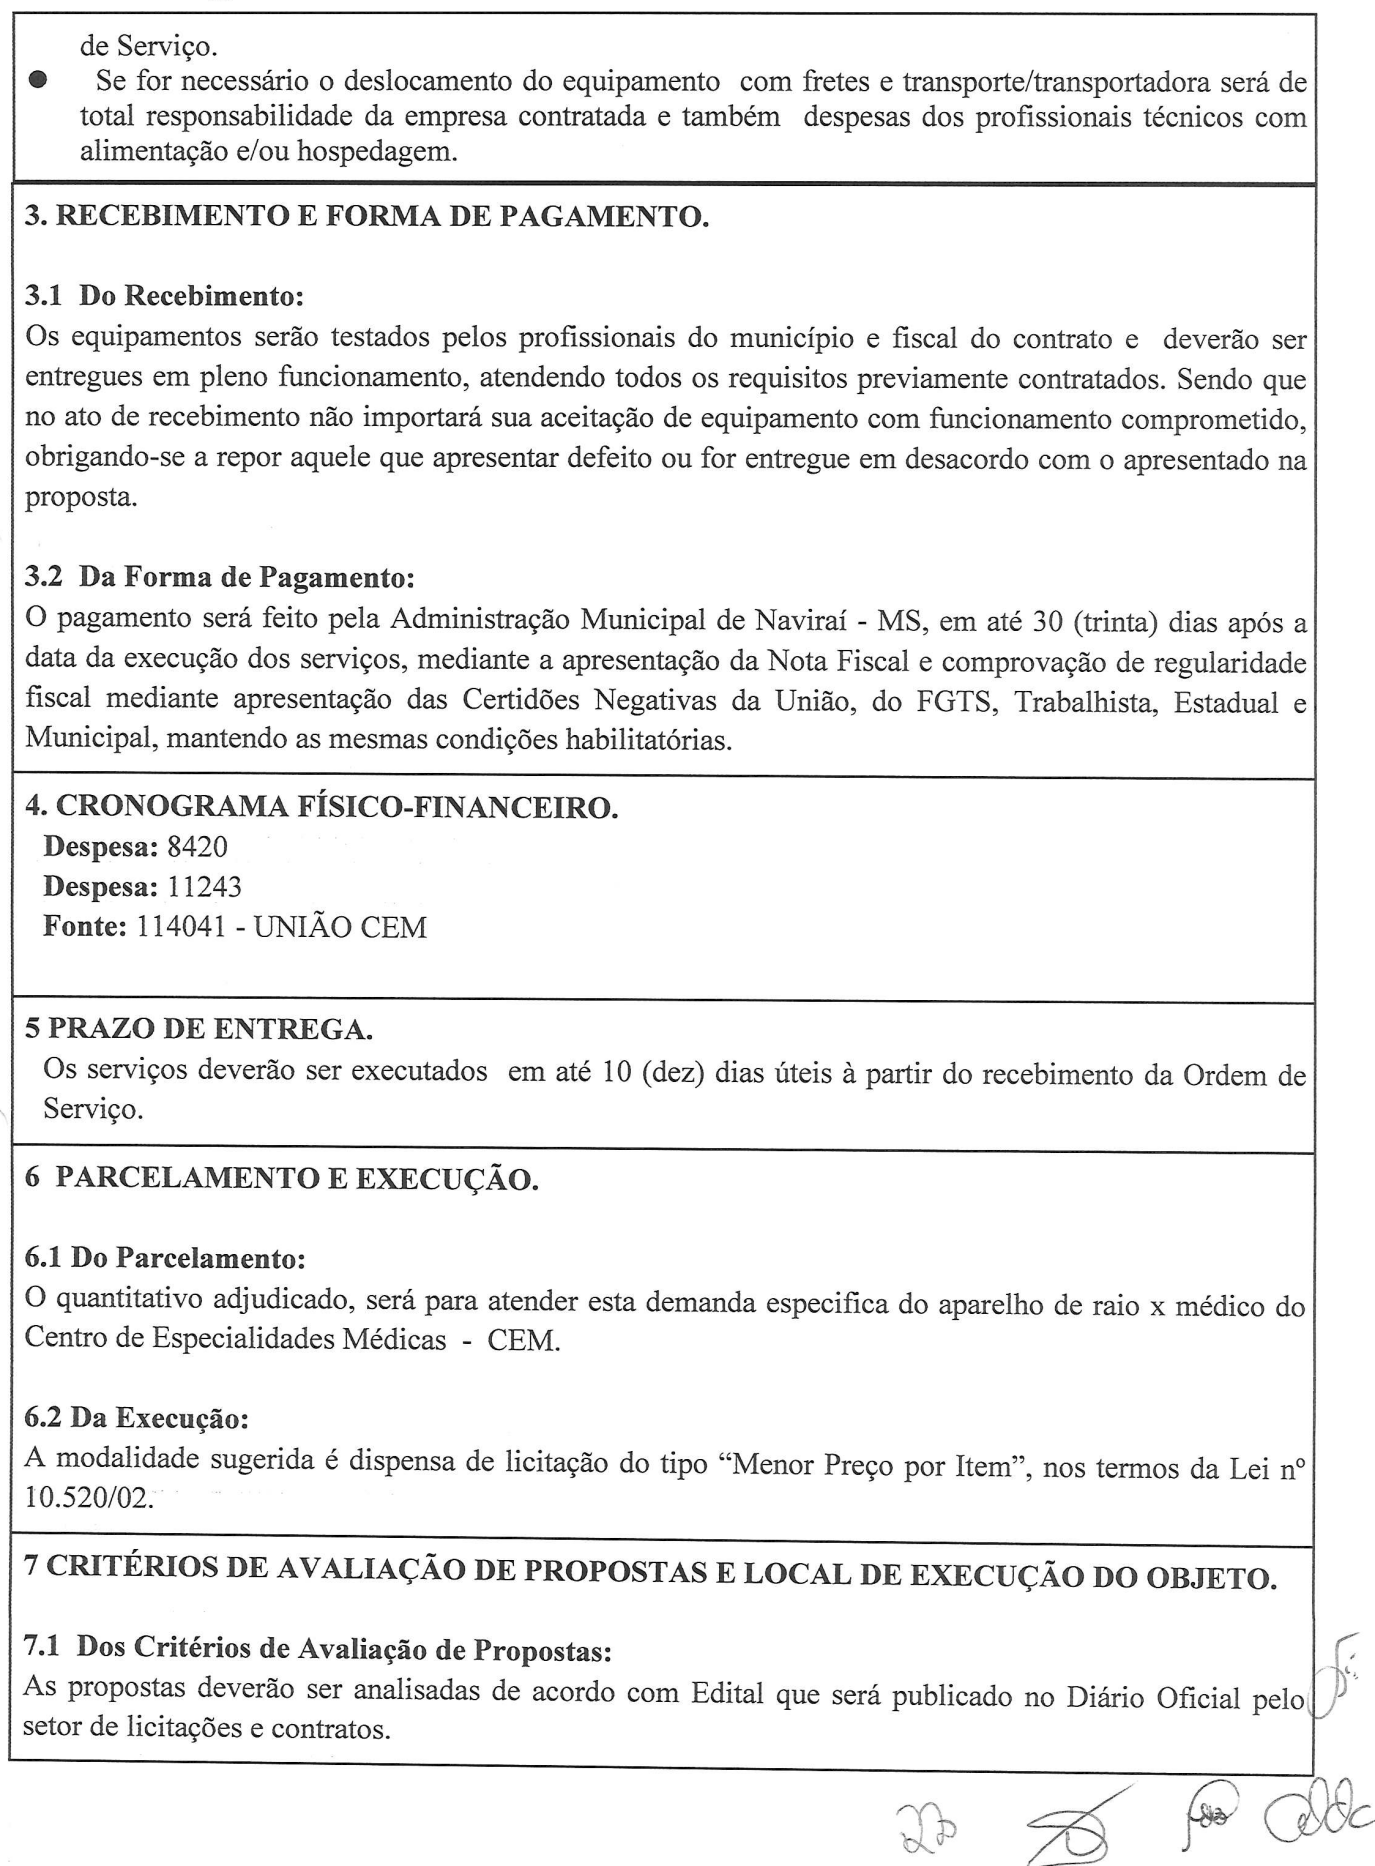 de Serviço.
● Se for necessário o deslocamento do equipamento com fretes e transporte/transportadora será de
total responsabilidade da empresa contratada e também despesas dos profissionais técnicos com
alimentação e/ou hospedagem.
3. RECEBIMENTO E FORMA DE PAGAMENTO.
3.1 Do Recebimento:
Os equipamentos serão testados pelos profissionais do município e fiscal do contrato e deverão ser
entregues em pleno funcionamento, atendendo todos os requisitos previamente contratados. Sendo que
no ato de recebimento não importará sua aceitação de equipamento com funcionamento comprometido,
obrigando-se a repor aquele que apresentar defeito ou for entregue em desacordo com o apresentado na
proposta.
3.2 Da Forma de Pagamento:
O pagamento será feito pela Administração Municipal de Naviraí - MS, em até 30 (trinta) dias após a
data da execução dos serviços, mediante a apresentação da Nota Fiscal e comprovação de regularidade
fiscal mediante apresentação das Certidões Negativas da União, do FGTS, Trabalhista, Estadual e
Municipal, mantendo as mesmas condições habilitatórias.
4. CRONOGRAMA FÍSICO-FINANCEIRO.
Despesa: 8420
Despesa: 11243
Fonte: 114041 - UNIÃO CEM
5 PRAZO DE ENTREGA.
Os serviços deverão ser executados em até 10 (dez) dias úteis à partir do recebimento da Ordem de
Serviço.
6 PARCELAMENTO E EXECUÇÃO.
6.1 Do Parcelamento:
O quantitativo adjudicado, será para atender esta demanda especifica do aparelho de raio x médico do
Centro de Especialidades Médicas - CEM.
6.2 Da Execução:
A modalidade sugerida é dispensa de licitação do tipo “Menor Preço por Item”, nos termos da Lei nº
10.520/02.
7 CRITÉRIOS DE AVALIAÇÃO DE PROPOSTAS E LOCAL DE EXECUÇÃO DO OBJETO.
7.1 Dos Critérios de Avaliação de Propostas:
As propostas deverão ser analisadas de acordo com Edital que será publicado no Diário Oficial pelo
setor de licitações e contratos.